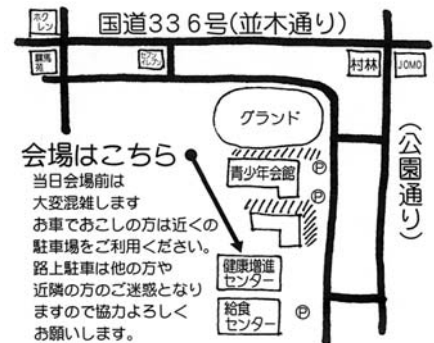 ホクレン
国道336号(並木通り)
セブンイレブン
村林
JOMO
グランド
(公園通り)
会場はこちら
青少年会館
P
P
当日会場前は
大変混雑します
お車でおこしの方は近くの
駐車場をご利用ください。
路上駐車は他の方や
近隣の方のご迷惑となり
ますので協力よろしく
お願いします。
健康増進
センター
給食
センター
P